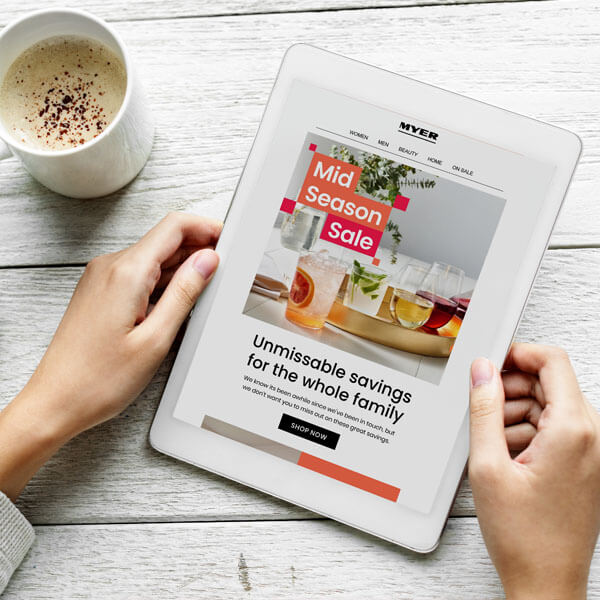 MYER
WOMEN MEN BEAUTY HOME ON SALE
Mid
Season
Sale
Unmissable savings
for the whole family
We know its been awhile since we've been in touch, but
we don't want you to miss out on these great savings.
SHOP NOW